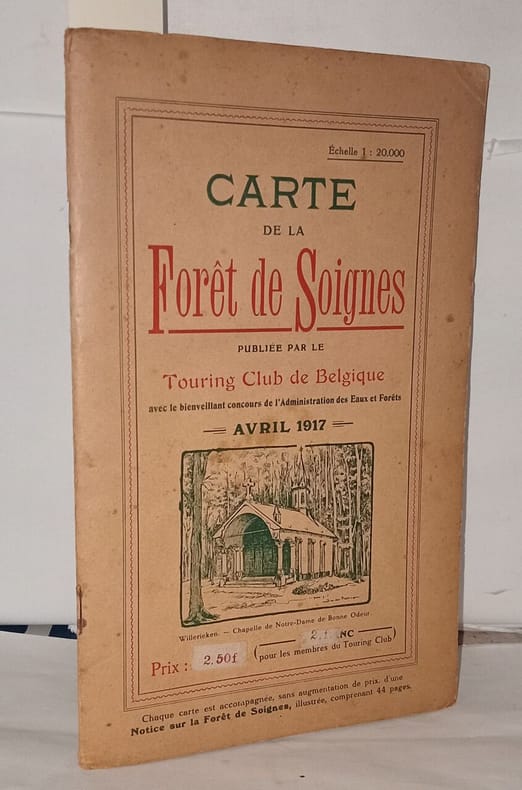 Échelle 1 : 20.000
CARTE
DE LA
Forêt de Soignes
PUBLIÉE PAR LE
Touring Club de Belgique
avec le bienveillant concours de l'Administration des Eaux et Forêts
AVRIL 1917
Willerieken. — Chapelle de Notre-Dame de Bonne Odeur
Prix : 2,50f
(pour les membres du Touring Club)
Chaque carte est accompagnée, sans augmentation de prix, d'une
Notice sur la Forêt de Soignes, illustrée, comprenant 44 pages.